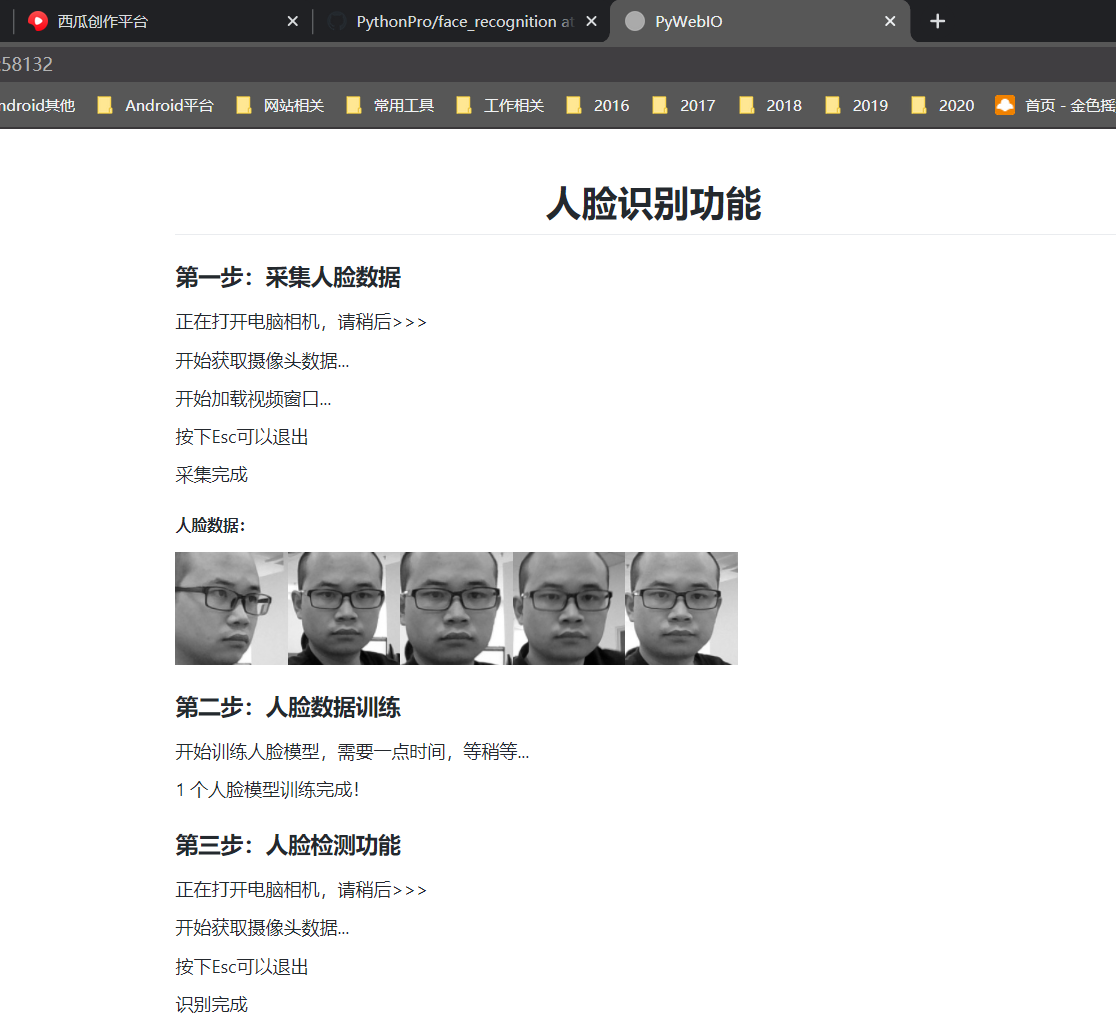 西瓜创作平台
PythonPro/face_recognition at
PyWebIO
58132
ndroid其他
Android平台
网站相关
常用工具
工作相关
2016
2017
2018
2019
2020
首页 - 金色摇
人脸识别功能
第一步：采集人脸数据
正在打开电脑相机，请稍后>>>
开始获取摄像头数据...
开始加载视频窗口...
按下Esc可以退出
采集完成
人脸数据：
第二步：人脸数据训练
开始训练人脸模型，需要一点时间，等稍等...
1 个人脸模型训练完成！
第三步：人脸检测功能
正在打开电脑相机，请稍后>>>
开始获取摄像头数据...
按下Esc可以退出
识别完成